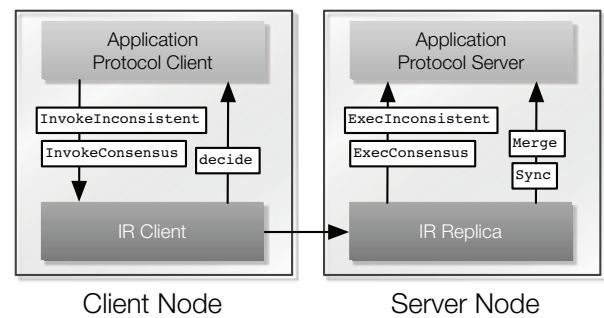 Application
Protocol Client
InvokeInconsistent
InvokeConsensus
decide
IR Client
Client Node
Application
Protocol Server
ExecInconsistent
ExecConsensus
Merge
Sync
IR Replica
Server Node